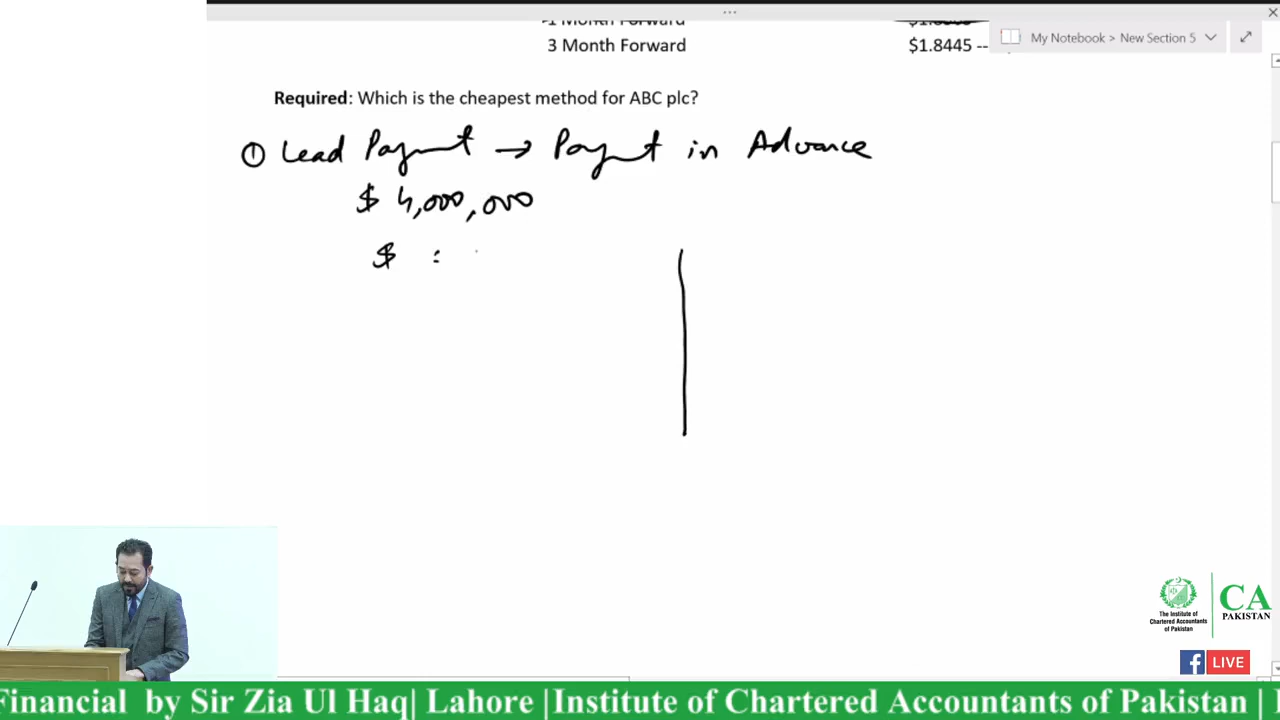 3 Month Forward $1.8445 --
My Notebook > New Section 5
Required: Which is the cheapest method for ABC plc?
① Lead Paymt → Paymt in Advance
$ 4,000,000
$ :
The Institute of
Chartered Accountants
of Pakistan
CA
PAKISTAN
f LIVE
Financial by Sir Zia Ul Haq| Lahore |Institute of Chartered Accountants of Pakistan |